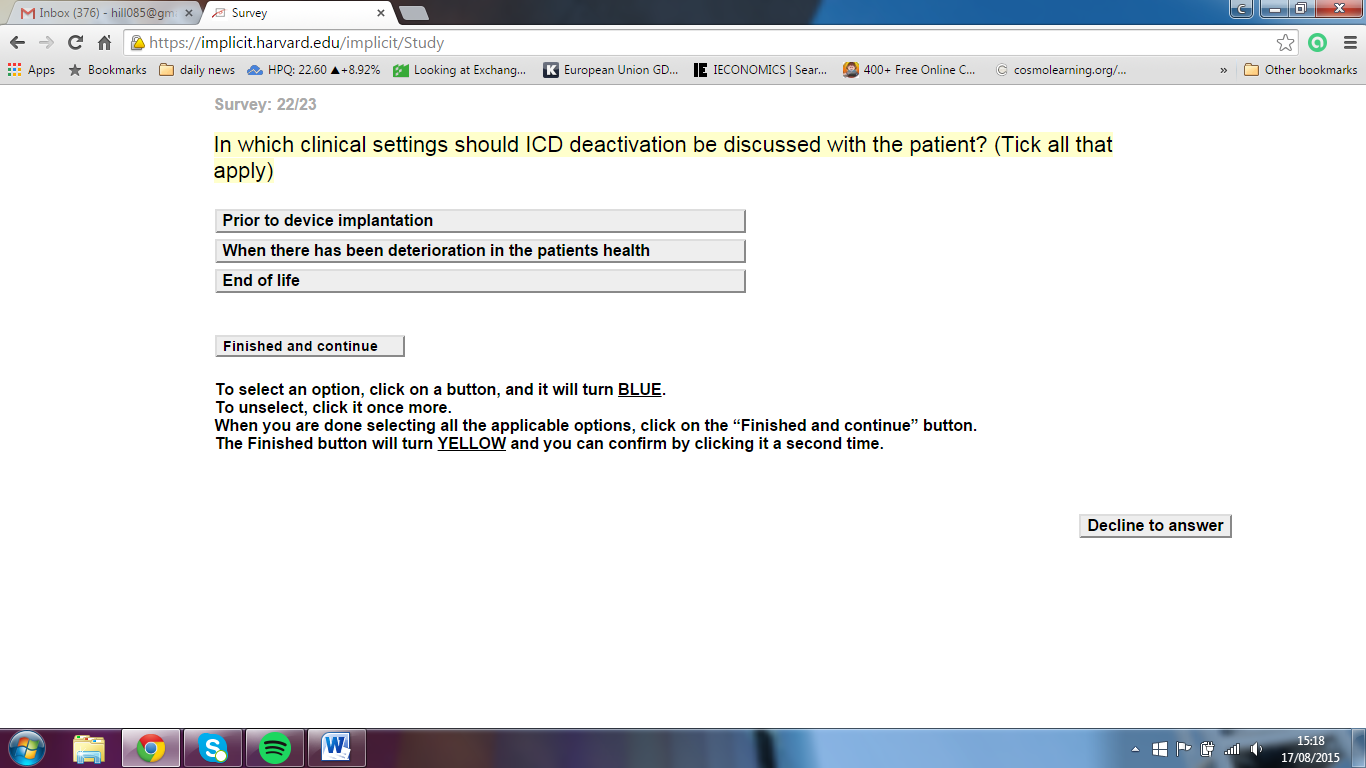 Inbox (376) - hill085@gm
Survey
https://implicit.harvard.edu/implicit/Study
Apps Bookmarks daily news HPQ: 22.60 ▲+8.92% Looking at Exchang... European Union GD... IECONOMICS | Sear... 400+ Free Online C... cosmolearning.org/... » Other bookmarks
Survey: 22/23
In which clinical settings should ICD deactivation be discussed with the patient? (Tick all that
apply)
Prior to device implantation
When there has been deterioration in the patients health
End of life
Finished and continue
To select an option, click on a button, and it will turn BLUE.
To unselect, click it once more.
When you are done selecting all the applicable options, click on the “Finished and continue” button.
The Finished button will turn YELLOW and you can confirm by clicking it a second time.
Decline to answer
15:18
17/08/2015